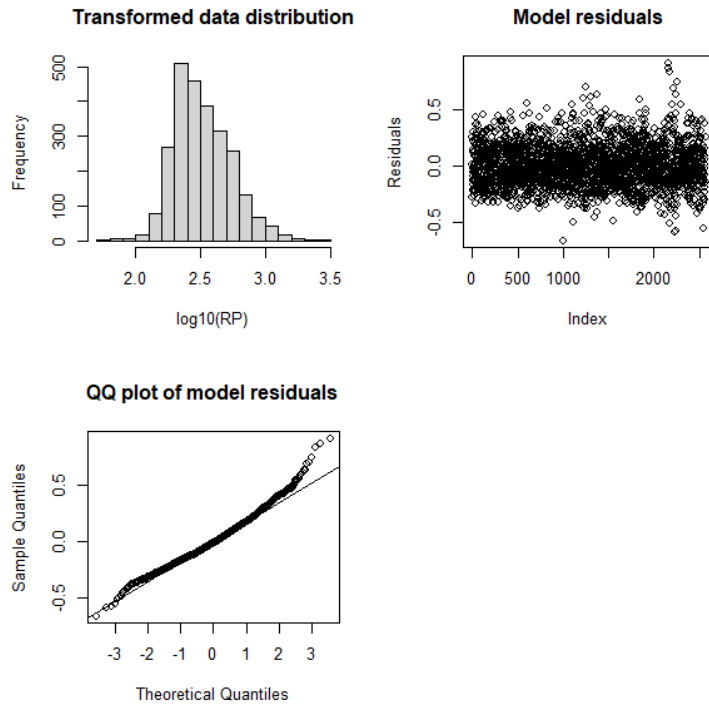 Transformed data distribution
Frequency
100
300
500
0
2.0
2.5
3.0
3.5
log10(RP)
Model residuals
Residuals
-0.5
0.0
0.5
0
500
1000
2000
Index
QQ plot of model residuals
Sample Quantiles
-0.5
0.0
0.5
-3
-2
-1
0
1
2
3
Theoretical Quantiles